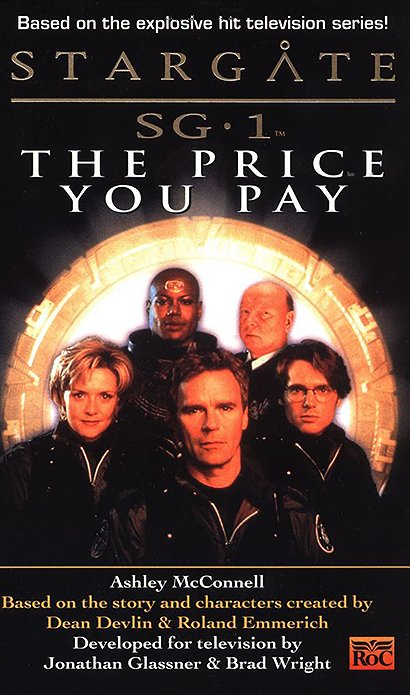 Based on the explosive hit television series!
STARGATE
SG·1™
THE PRICE
YOU PAY
Ashley McConnell
Based on the story and characters created by
Dean Devlin & Roland Emmerich
Developed for television by
Jonathan Glassner & Brad Wright
ROC